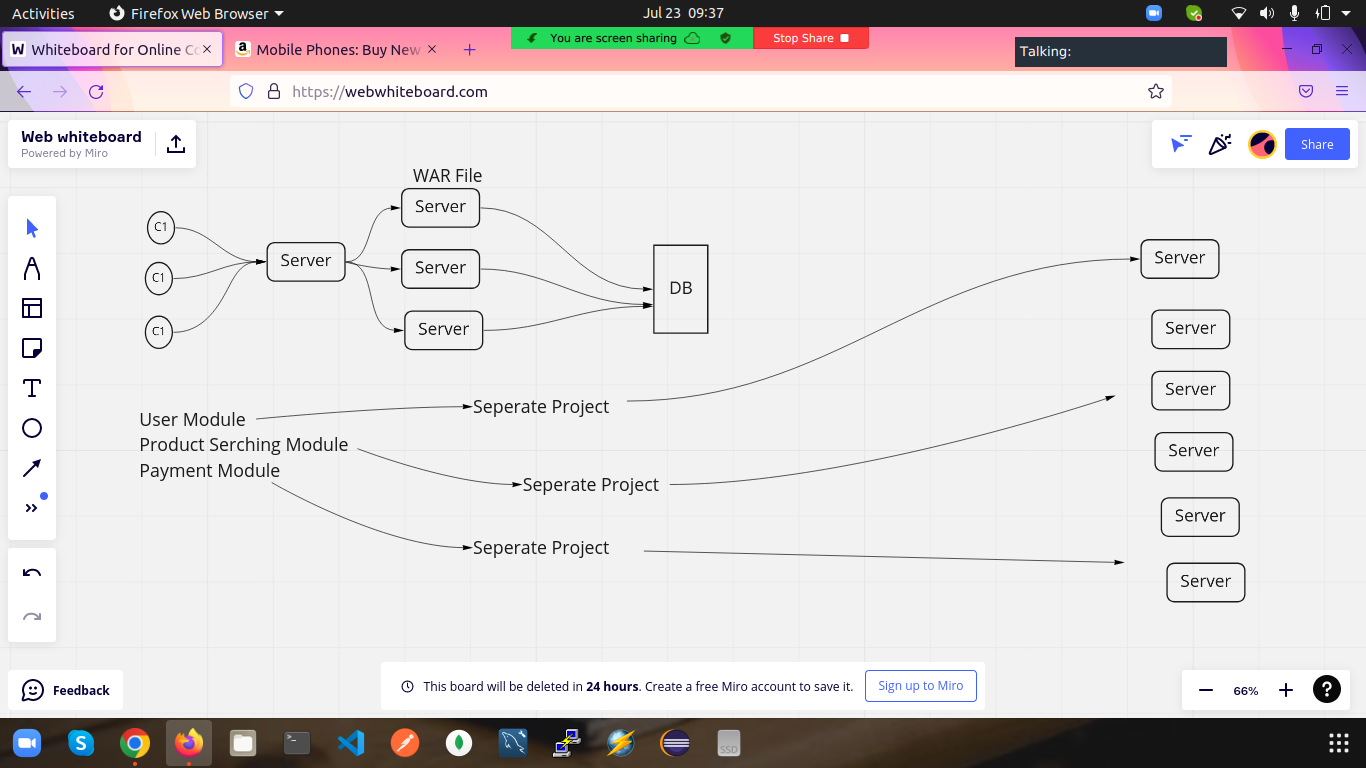 Activities
Firefox Web Browser
Jul 23 09:37
Whiteboard for Online Co
Mobile Phones: Buy New
You are screen sharing
Stop Share
Talking:
https://webwhiteboard.com
Web whiteboard
Powered by Miro
Share
WAR File
Server
C1
Server
Server
C1
Server
DB
C1
Server
Server
Server
Server
Server
Server
Server
User Module
Product Serching Module
Payment Module
Seperate Project
Seperate Project
Seperate Project
Feedback
This board will be deleted in 24 hours. Create a free Miro account to save it.
Sign up to Miro
66%
?
SSD